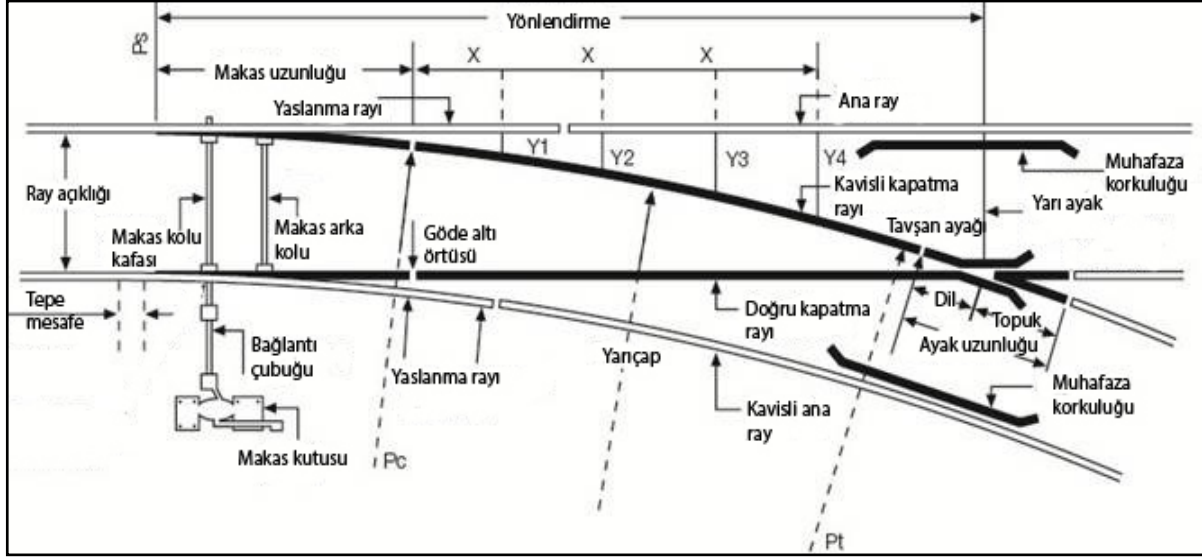 Yönlendirme
Ps
X X X
Makas uzunluğu
Yaslanma rayı
Ana ray
Y1
Y2
Y3
Y4
Muhafaza
korkuluğu
Ray açıklığı
Kavisli kapatma
rayı
Yarı ayak
Makas kolu
kafası
Makas arka
kolu
Göde altı
örtüsü
Tavşan ayağı
Tepe
mesafe
Doğru kapatma
rayı
Dil
Topuk
Ayak uzunluğu
Bağlantı
çubuğu
Yaslanma rayı
Yarıçap
Muhafaza
korkuluğu
Kavisli ana
ray
Makas kutusu
Pc
Pt